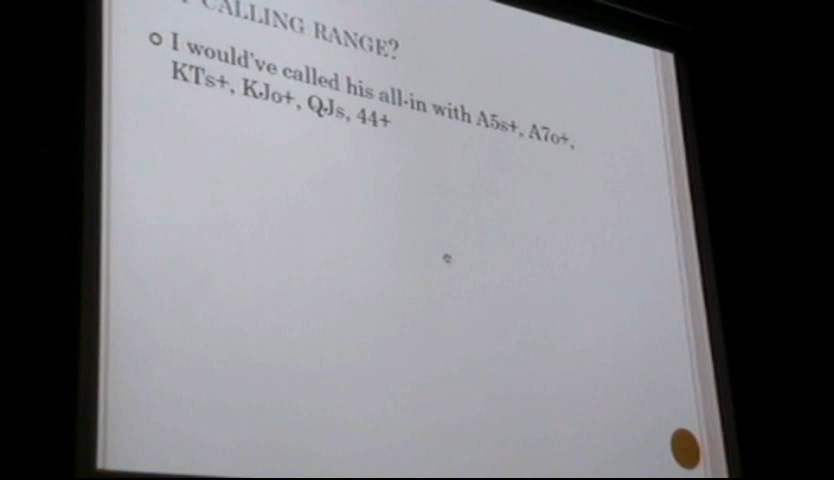 CALLING RANGE?
I would've called his all-in with A5s+, A7o+,
KTs+, KJo+, QJs, 44+